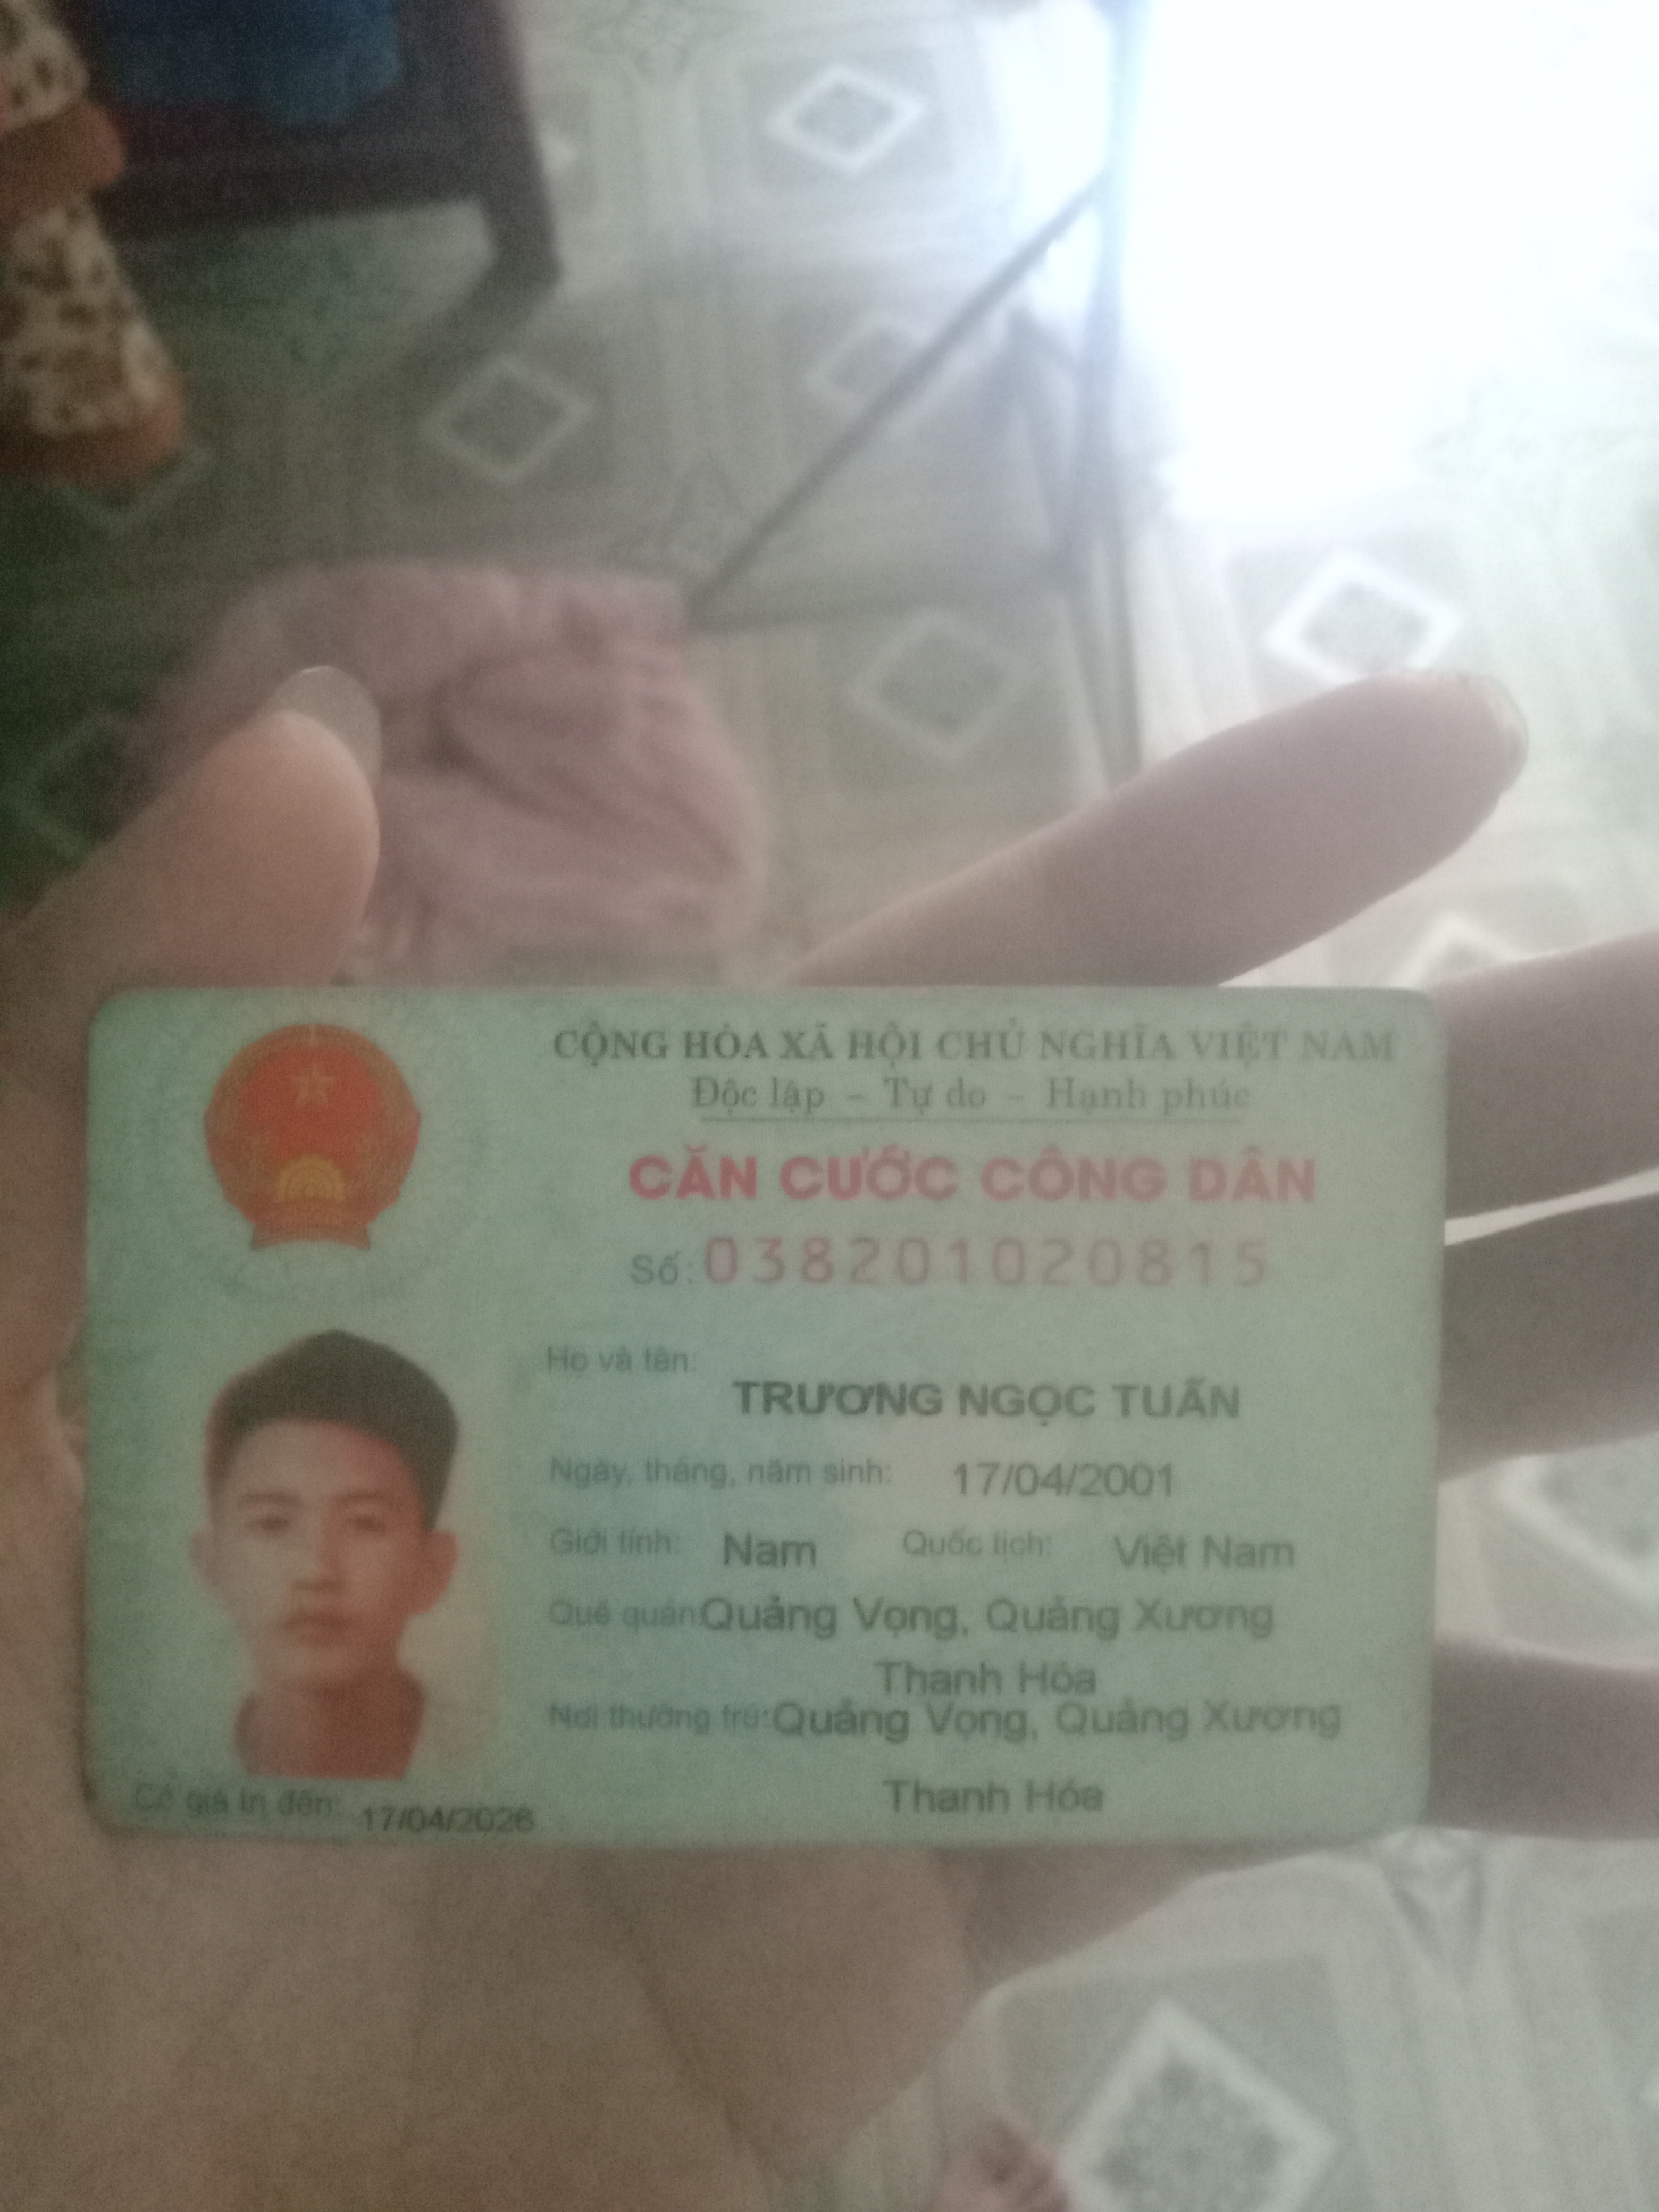 CỘNG HÒA XÃ HỘI CHỦ NGHĨA VIỆT NAM
Độc lập - Tự do - Hạnh phúc
CĂN CƯỚC CÔNG DÂN
Số: 038201020815
Họ và tên:
TRƯƠNG NGỌC TUẤN
Ngày, tháng, năm sinh: 17/04/2001
Giới tính: Nam Quốc tịch: Việt Nam
Quê quán: Quảng Vọng, Quảng Xương
Thanh Hóa
Nơi thường trú: Quảng Vọng, Quảng Xương
Thanh Hóa
Có giá trị đến: 17/04/2026